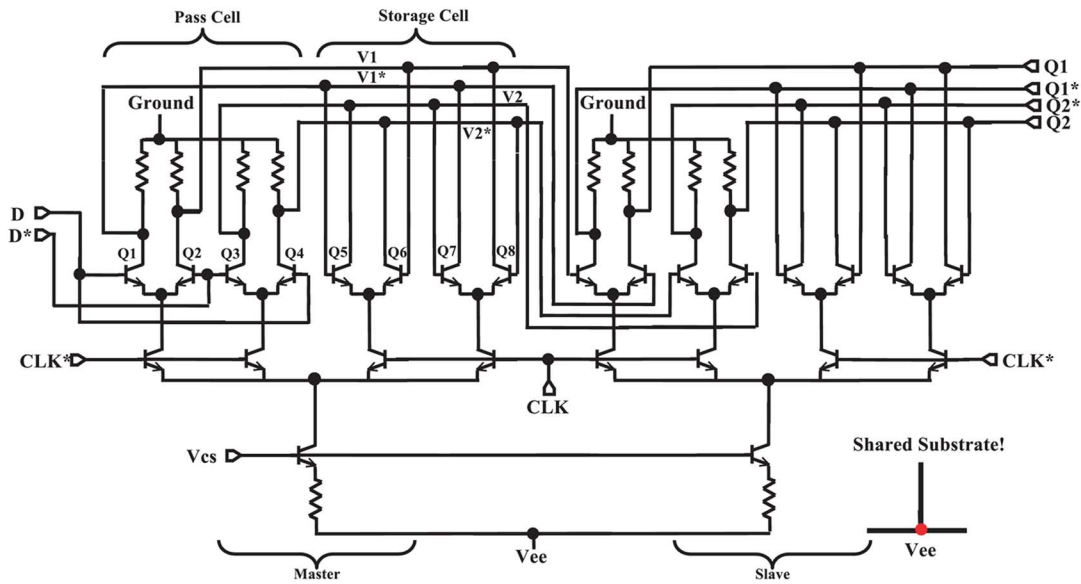 Pass Cell
Storage Cell
V1
V1*
Q1
Q1*
Q2*
Q2
Ground
V2
Ground
V2*
D
D*
Q1
Q2
Q3
Q4
Q5
Q6
Q7
Q8
CLK*
CLK*
CLK
Vcs
Shared Substrate!
Vee
Vee
Master
Slave